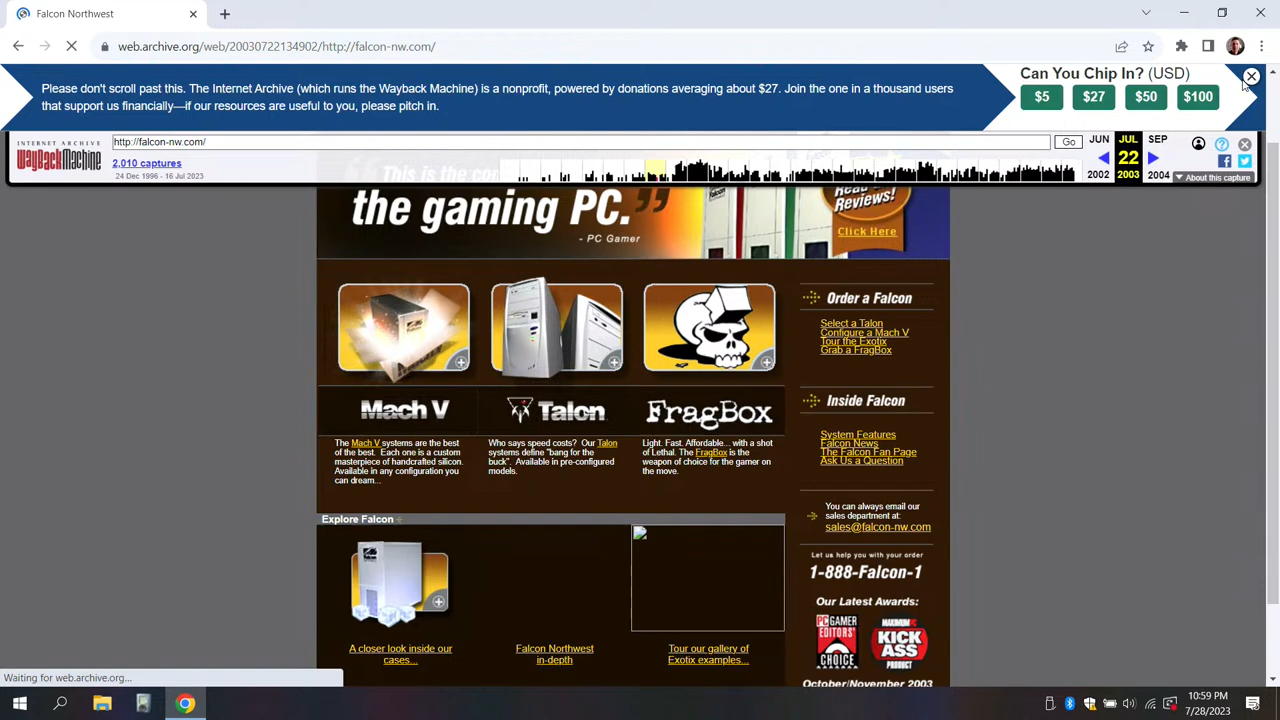 Falcon Northwest
web.archive.org/web/20030722134902/http://falcon-nw.com/
Please don't scroll past this. The Internet Archive (which runs the Wayback Machine) is a nonprofit, powered by donations averaging about $27. Join the one in a thousand users
that support us financially—if our resources are useful to you, please pitch in.
Can You Chip In? (USD)
$5 $27 $50 $100
INTERNET ARCHIVE
WayBackMachine
http://falcon-nw.com/
Go
2,010 captures
24 Dec 1996 - 16 Jul 2023
JUN JUL SEP
22
2002 2003 2004
About this capture
"This is the co
the gaming PC."
- PC Gamer
Read
Reviews!
Click Here
Mach V
The Mach V systems are the best
of the best. Each one is a custom
masterpiece of handcrafted silicon.
Available in any configuration you
can dream...
Talon
Who says speed costs? Our Talon
systems define "bang for the
buck". Available in pre-configured
models.
FragBox
Light. Fast. Affordable... with a shot
of Lethal. The FragBox is the
weapon of choice for the gamer on
the move.
Order a Falcon
Select a Talon
Configure a Mach V
Tour the Exotix
Grab a FragBox
Inside Falcon
System Features
Falcon News
The Falcon Fan Page
Ask Us a Question
You can always email our
sales department at:
sales@falcon-nw.com
Let us help you with your order
1-888-Falcon-1
Our Latest Awards:
PC GAMER
EDITORS'
CHOICE
MAXIMUM PC
KICK
ASS
PRODUCT
October/November 2003
Explore Falcon
A closer look inside our
cases...
Falcon Northwest
in-depth
Tour our gallery of
Exotix examples...
Waiting for web.archive.org...
10:59 PM
7/28/2023